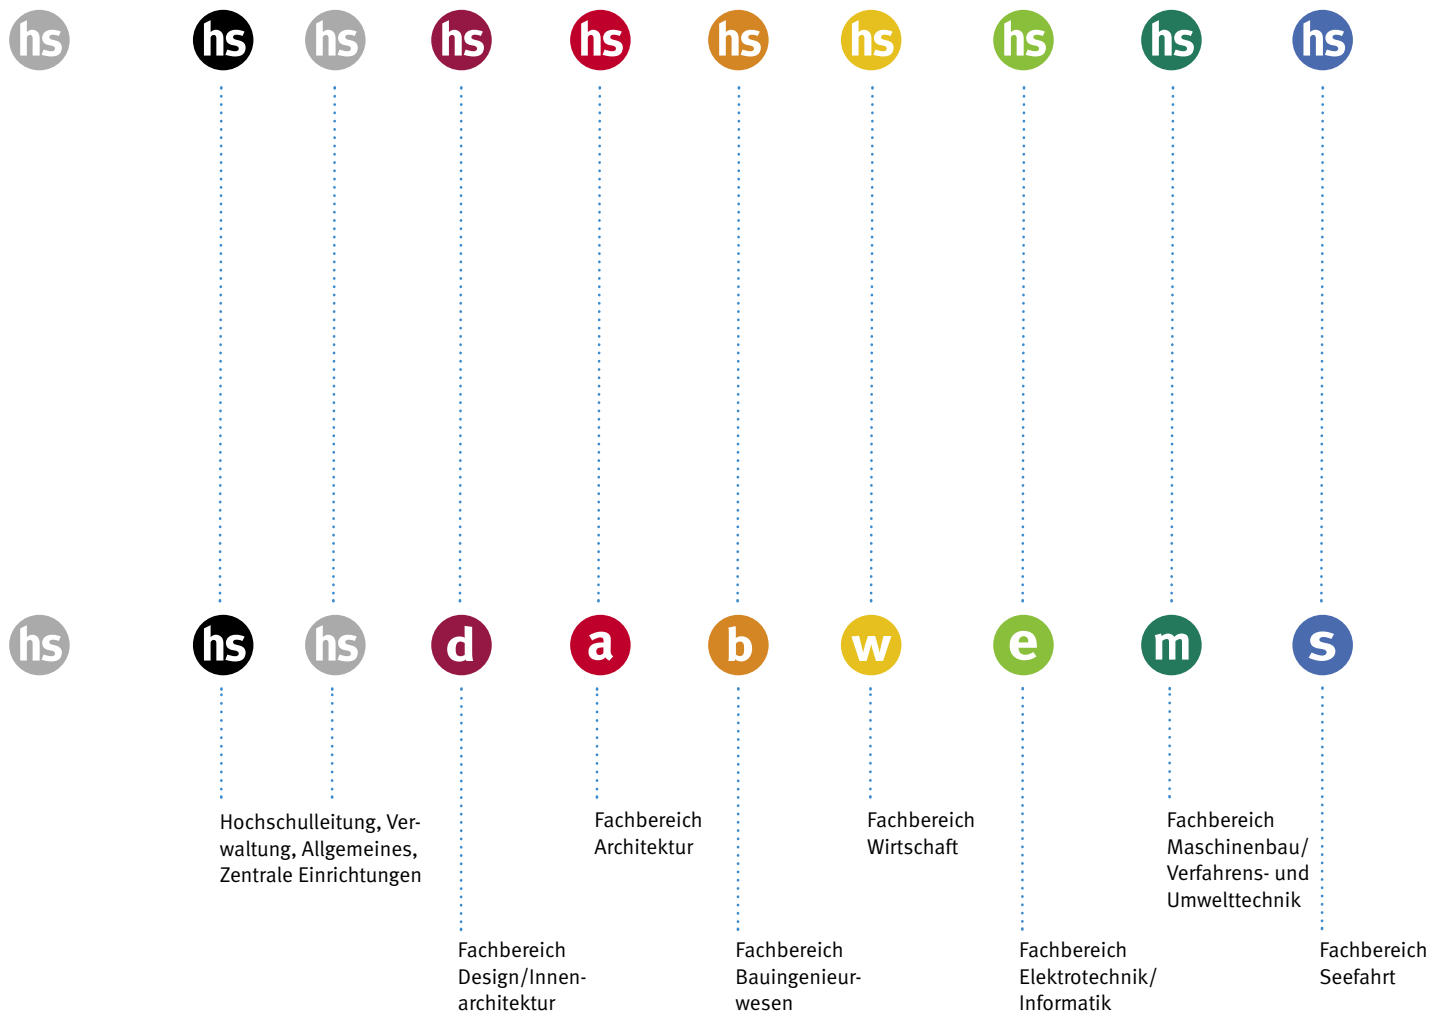 hs hs hs hs hs hs hs hs hs hs
hs hs hs d a b w e m s
Hochschulleitung, Ver-
waltung, Allgemeines,
Zentrale Einrichtungen
Fachbereich
Architektur
Fachbereich
Wirtschaft
Fachbereich
Maschinenbau/
Verfahrens- und
Umwelttechnik
Fachbereich
Design/Innen-
architektur
Fachbereich
Bauingenieur-
wesen
Fachbereich
Elektrotechnik/
Informatik
Fachbereich
Seefahrt